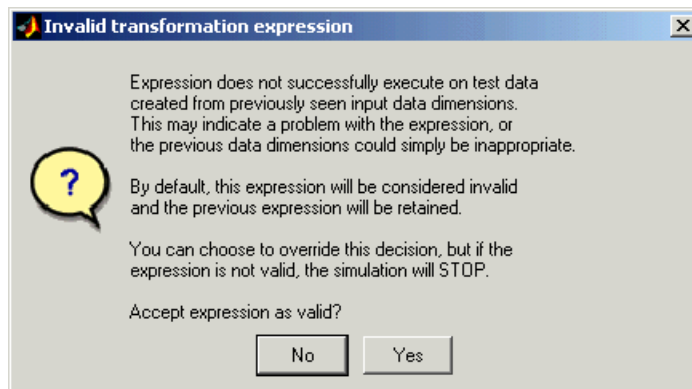 Invalid transformation expression
Expression does not successfully execute on test data
created from previously seen input data dimensions.
This may indicate a problem with the expression, or
the previous data dimensions could simply be inappropriate.
By default, this expression will be considered invalid
and the previous expression will be retained.
You can choose to override this decision, but if the
expression is not valid, the simulation will STOP.
Accept expression as valid?
No Yes